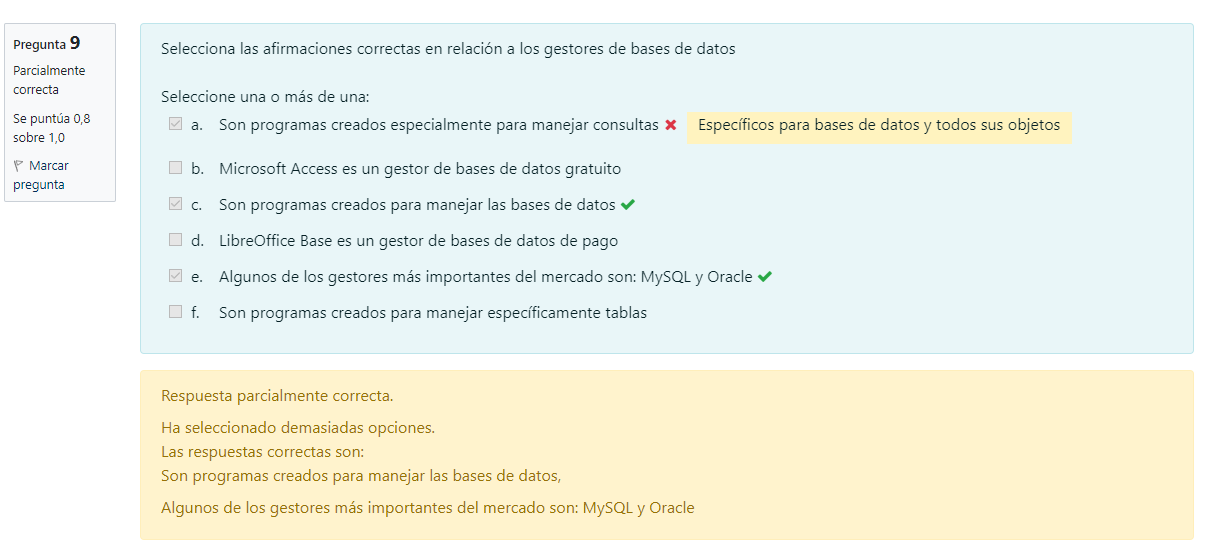 Pregunta 9
Parcialmente
correcta
Se puntúa 0,8
sobre 1,0
Marcar
pregunta
Selecciona las afirmaciones correctas en relación a los gestores de bases de datos
Seleccione una o más de una:
a. Son programas creados especialmente para manejar consultas Específicos para bases de datos y todos sus objetos
b. Microsoft Access es un gestor de bases de datos gratuito
c. Son programas creados para manejar las bases de datos
d. LibreOffice Base es un gestor de bases de datos de pago
e. Algunos de los gestores más importantes del mercado son: MySQL y Oracle
f. Son programas creados para manejar específicamente tablas
Respuesta parcialmente correcta.
Ha seleccionado demasiadas opciones.
Las respuestas correctas son:
Son programas creados para manejar las bases de datos,
Algunos de los gestores más importantes del mercado son: MySQL y Oracle